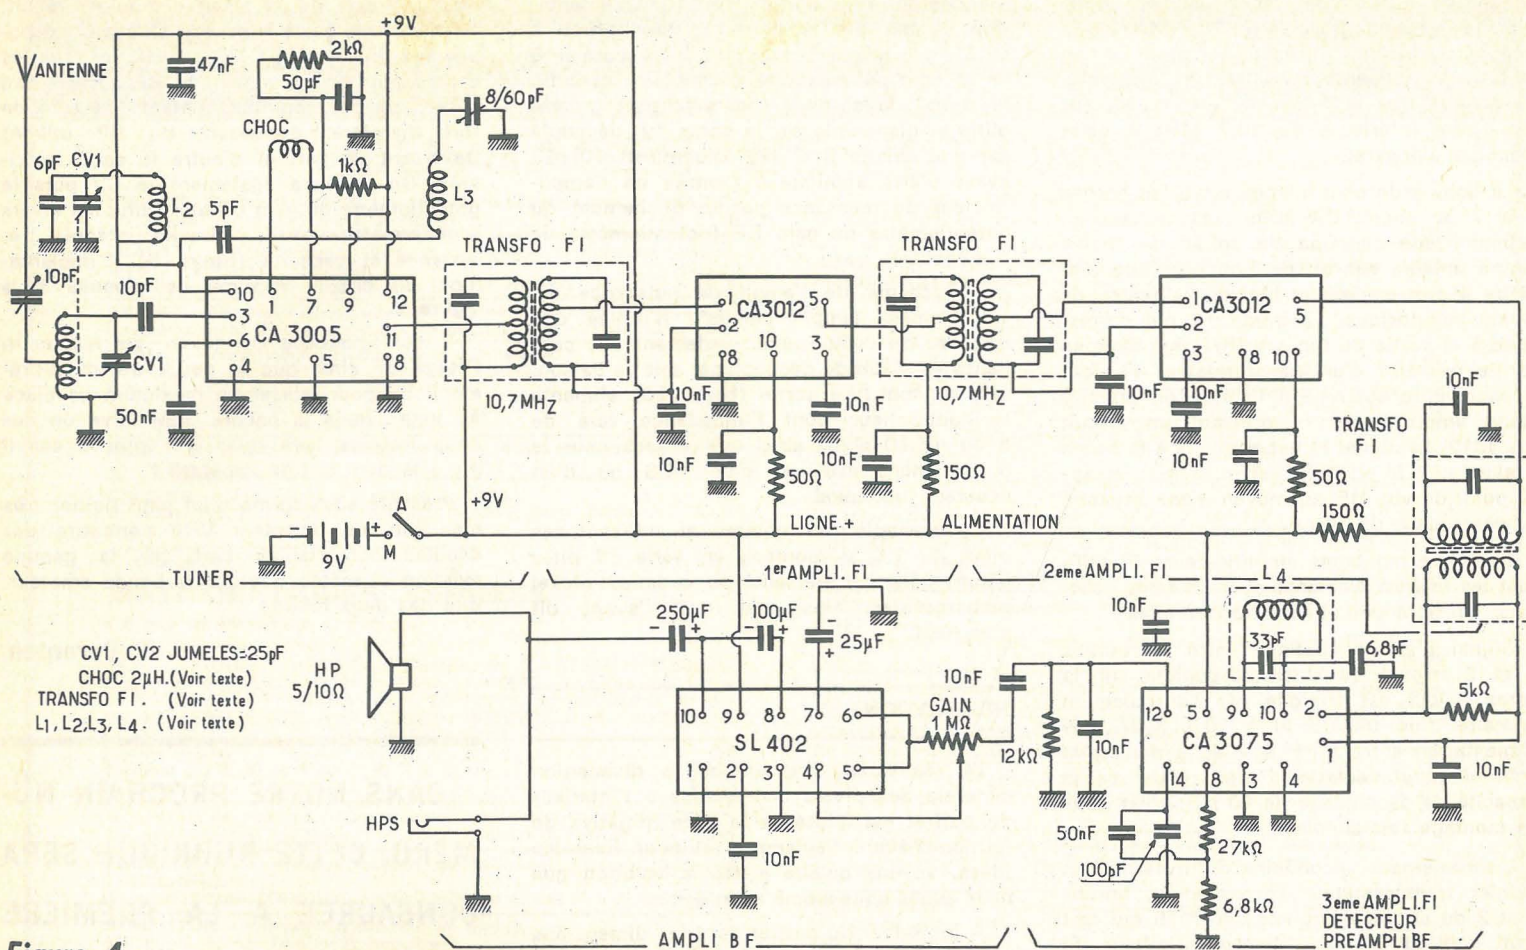 +9V
ANTENNE
47nF
2kΩ
50µF
CHOC
8/60pF
6pF CV1
1kΩ
L2
5pF
L3
TRANSFO FI
TRANSFO FI
10pF
10pF
10 1 7 9 12
3 CA 3005
6 11
4 5 8
CV1
50nF
1 CA3012 5
2
8 10 3
1 CA3012
2 5
3 8 10
10,7MHZ
10nF
10nF
10,7MHZ
10nF
10nF
10nF
TRANSFO
FI
10nF
50Ω
10nF
150Ω
10nF
50Ω
150Ω
+9V
A
- + M
9V
LIGNE + ALIMENTATION
TUNER
1er AMPLI. FI
2eme AMPLI. FI
L4
10nF
250µF
- +
100µF
- +
- 25µF
+
33pF
6,8pF
CV1, CV2 JUMELES=25pF
CHOC 2µH.(Voir texte)
TRANSFO FI. (Voir texte)
L1, L2,L3, L4. (Voir texte)
HP
5/10Ω
10nF
GAIN
1MΩ
12kΩ
10nF
5kΩ
10nF
10 9 8 7 6
SL402
1 2 3 4 5
12 5 9 10 2
CA3075
1
14 8 3 4
HPS
10nF
50nF
100pF
27kΩ
6,8kΩ
AMPLI BF
3eme AMPLI.FI
DETECTEUR
PREAMPLI BF
Figure 4